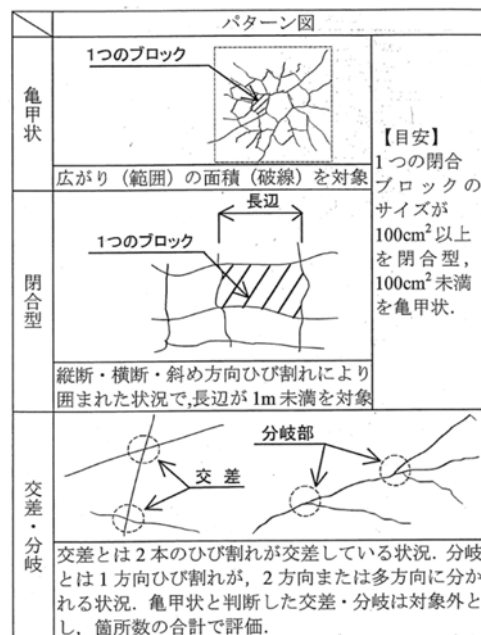 パターン図
亀甲状
1つのブロック
広がり（範囲）の面積（破線）を対象
【目安】
1つの閉合
ブロックの
サイズが
100cm²以上
を閉合型，
100cm²未満
を亀甲状．
閉合型
長辺
1つのブロック
縦断・横断・斜め方向ひび割れにより
囲まれた状況で,長辺が1m未満を対象
交差・分岐
交 差
分岐部
交差とは2本のひび割れが交差している状況．分岐
とは1方向ひび割れが，2方向または多方向に分か
れる状況．亀甲状と判断した交差・分岐は対象外と
し，箇所数の合計で評価．